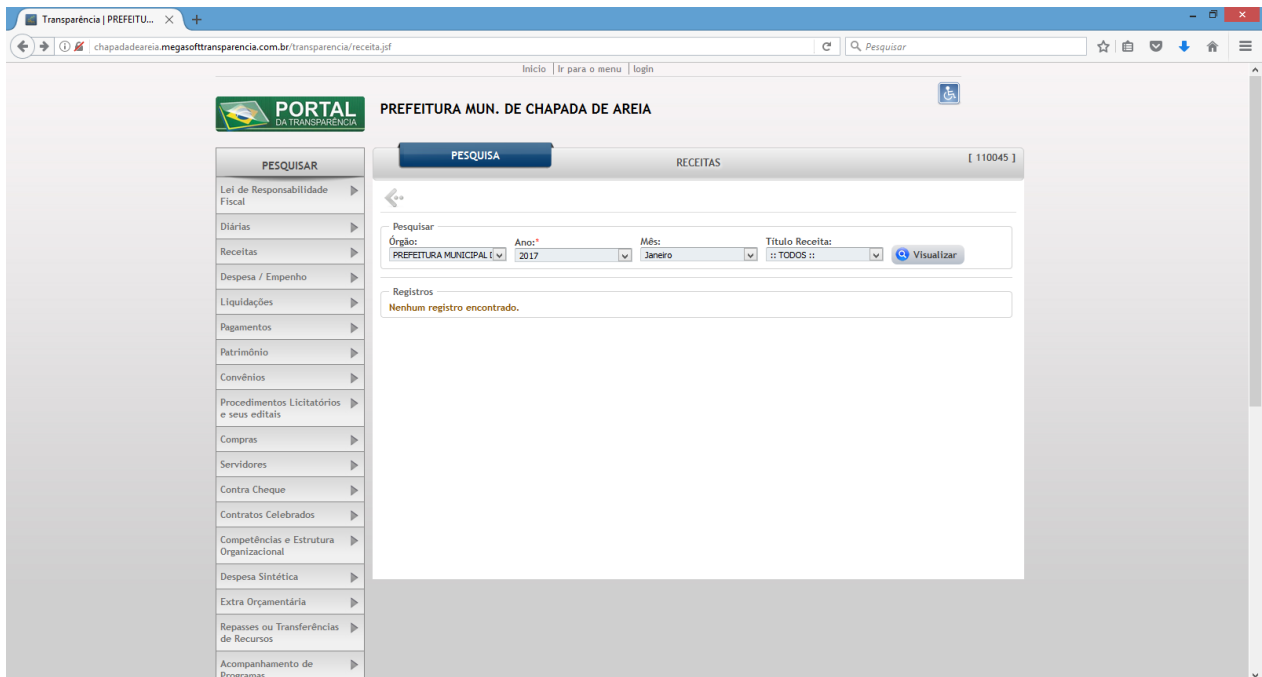 Transparência | PREFEITU...
chapadadeareia.megasofttransparencia.com.br/transparencia/receita.jsf
Pesquisar
Inicio | Ir para o menu | login
PORTAL
DA TRANSPARÊNCIA
PREFEITURA MUN. DE CHAPADA DE AREIA
PESQUISAR
Lei de Responsabilidade
Fiscal
Diárias
Receitas
Despesa / Empenho
Liquidações
Pagamentos
Patrimônio
Convênios
Procedimentos Licitatórios
e seus editais
Compras
Servidores
Contra Cheque
Contratos Celebrados
Competências e Estrutura
Organizacional
Despesa Sintética
Extra Orçamentária
Repasses ou Transferências
de Recursos
Acompanhamento de
Programas
PESQUISA
RECEITAS
[ 110045 ]
Pesquisar
Órgão: Ano:* Mês: Título Receita:
PREFEITURA MUNICIPAL 2017 Janeiro :: TODOS :: Visualizar
Registros
Nenhum registro encontrado.